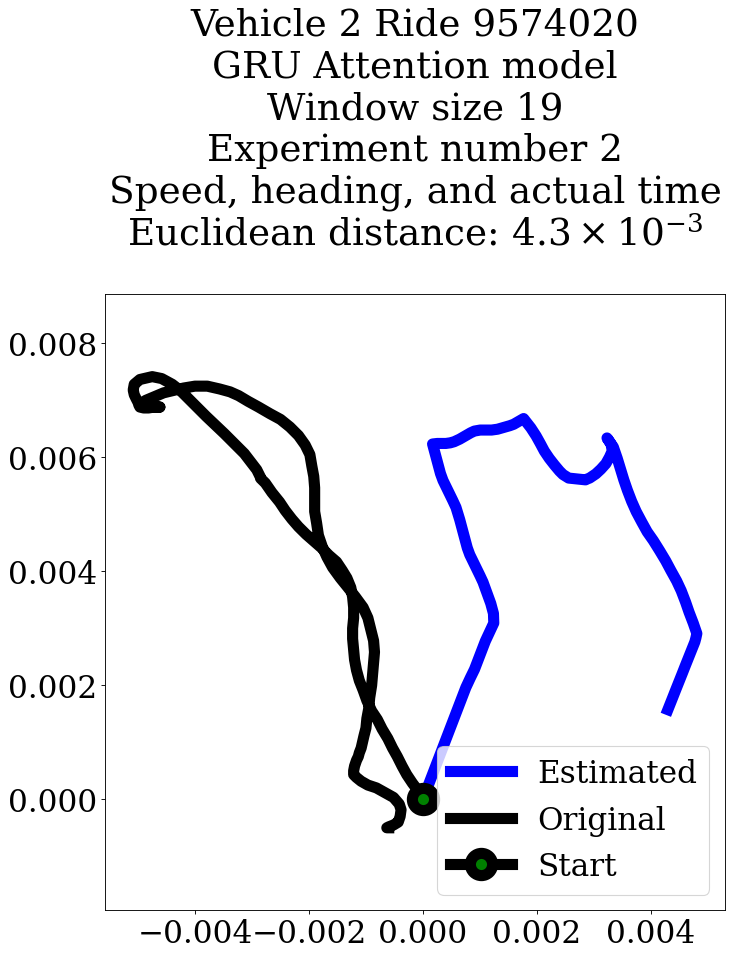 Vehicle 2 Ride 9574020
GRU Attention model
Window size 19
Experiment number 2
Speed, heading, and actual time
Euclidean distance: 4.3 × 10⁻³
0.008
0.006
0.004
0.002
0.000
Estimated
Original
Start
−0.004 −0.002 0.000 0.002 0.004